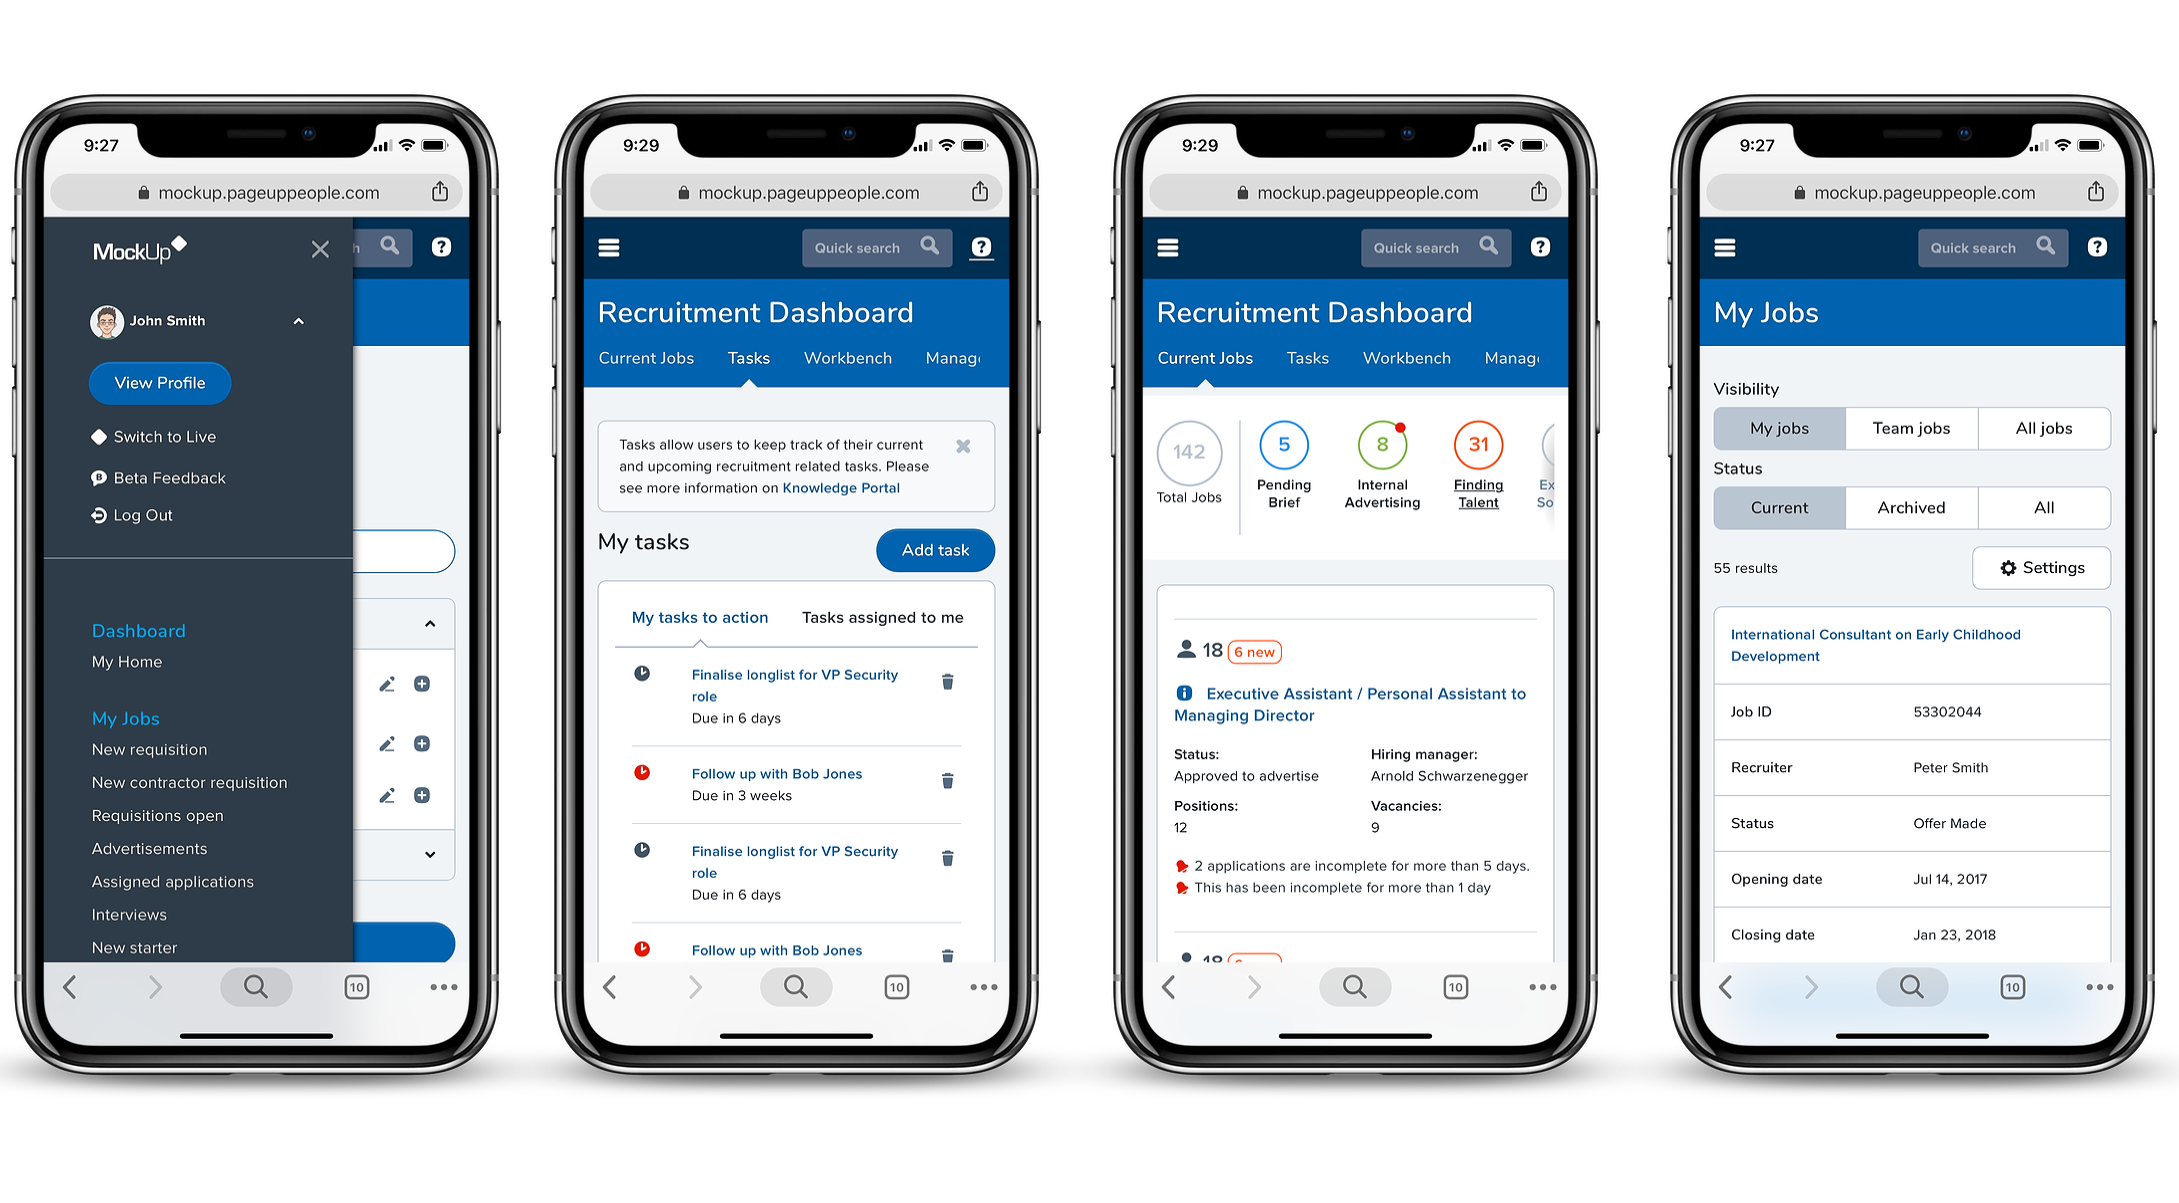 9:27
mockup.pageuppeople.com
MockUp
h
?
John Smith
View Profile
Switch to Live
Beta Feedback
Log Out
Dashboard
My Home
My Jobs
New requisition
New contractor requisition
Requisitions open
Advertisements
Assigned applications
Interviews
New starter
10
9:29
mockup.pageuppeople.com
Quick search
?
Recruitment Dashboard
Current Jobs Tasks Workbench Manag
Tasks allow users to keep track of their current
and upcoming recruitment related tasks. Please
see more information on Knowledge Portal
My tasks
Add task
My tasks to action Tasks assigned to me
Finalise longlist for VP Security
role
Due in 6 days
Follow up with Bob Jones
Due in 3 weeks
Finalise longlist for VP Security
role
Due in 6 days
Follow up with Bob Jones
10
9:29
mockup.pageuppeople.com
Quick search
?
Recruitment Dashboard
Current Jobs Tasks Workbench Manag
142
Total Jobs
5
Pending
Brief
8
Internal
Advertising
31
Finding
Talent
Ex
So
18 6 new
Executive Assistant / Personal Assistant to
Managing Director
Status: Hiring manager:
Approved to advertise Arnold Schwarzenegger
Positions: Vacancies:
12 9
2 applications are incomplete for more than 5 days.
This has been incomplete for more than 1 day
18
10
9:27
mockup.pageuppeople.com
Quick search
?
My Jobs
Visibility
My jobs Team jobs All jobs
Status
Current Archived All
55 results
Settings
International Consultant on Early Childhood
Development
Job ID 53302044
Recruiter Peter Smith
Status Offer Made
Opening date Jul 14, 2017
Closing date Jan 23, 2018
10